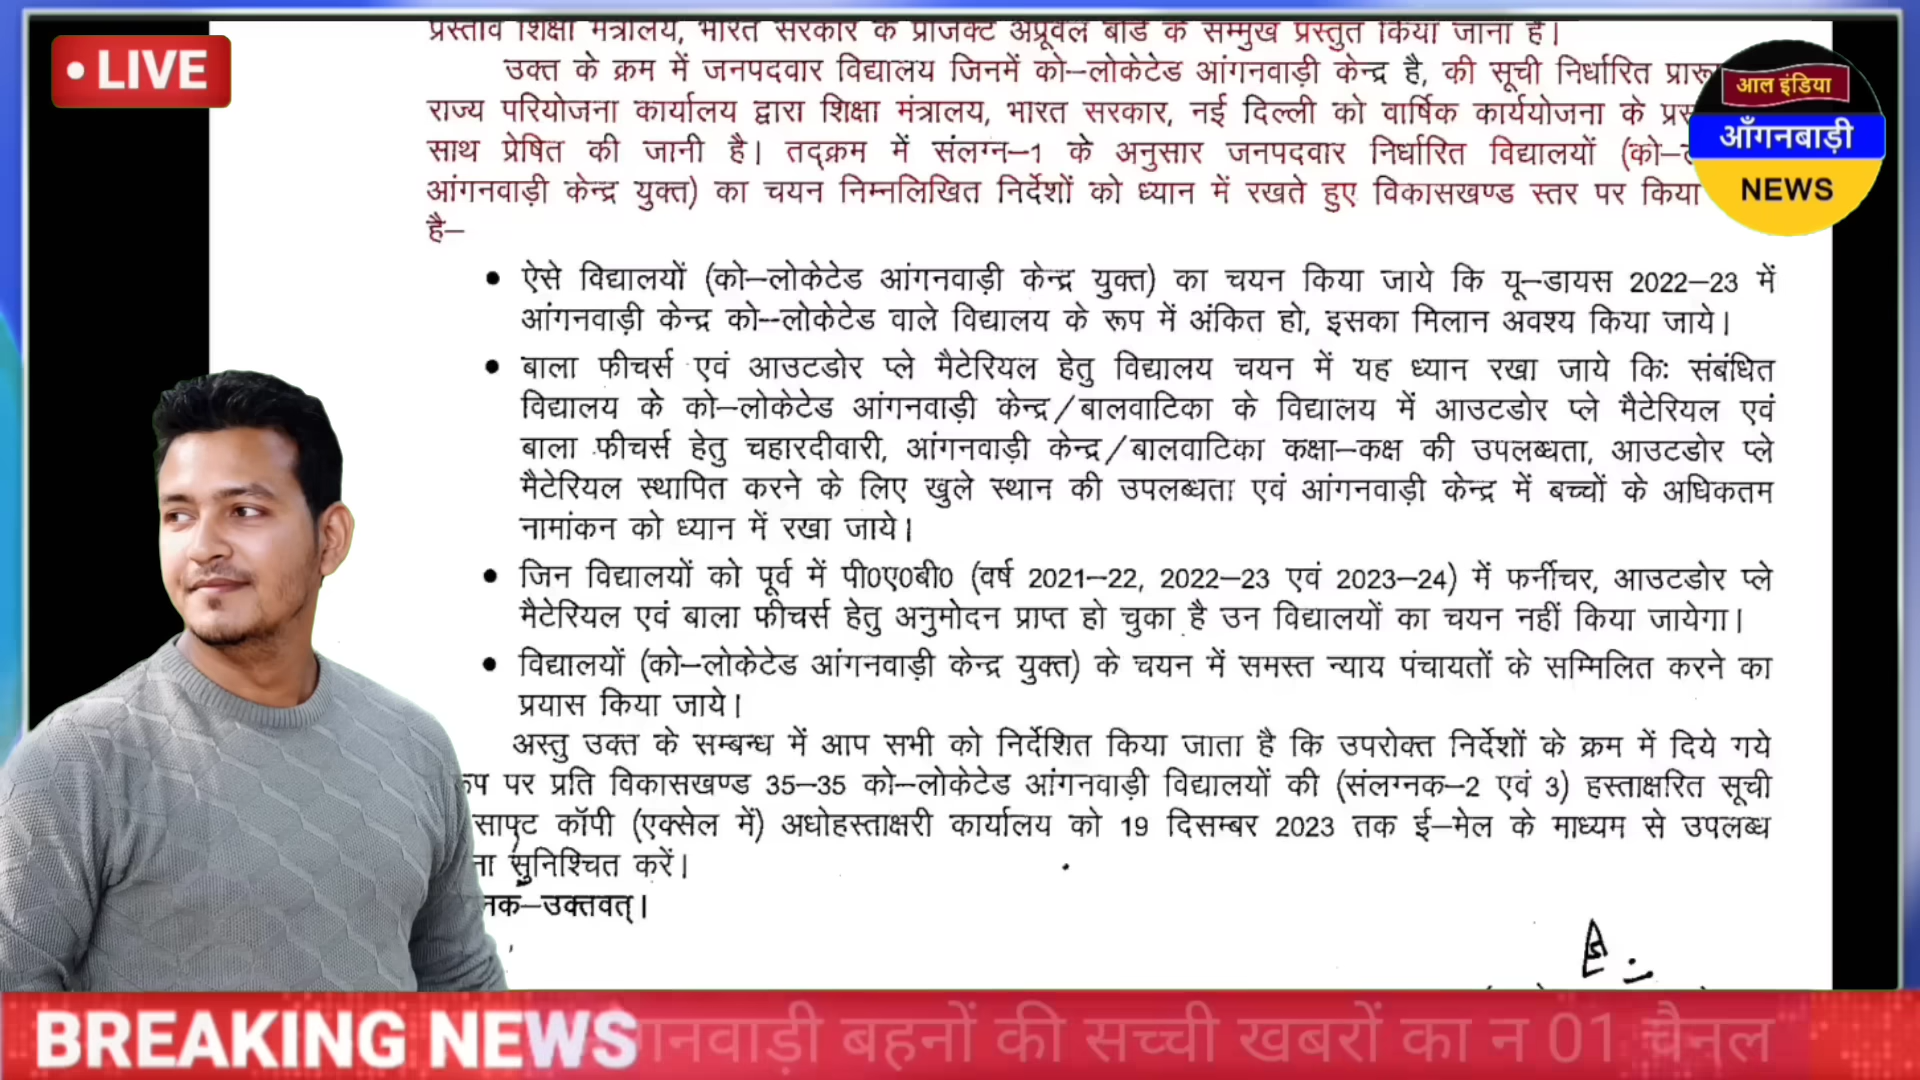 • LIVE
प्रस्ताव शिक्षा मंत्रालय, भारत सरकार के प्रोजेक्ट अप्रूवल बोर्ड के सम्मुख प्रस्तुत किया जाना है।
उक्त के क्रम में जनपदवार विद्यालय जिनमें को–लोकेटेड आंगनवाड़ी केन्द्र है, की सूची निर्धारित
राज्य परियोजना कार्यालय द्वारा शिक्षा मंत्रालय, भारत सरकार, नई दिल्ली को वार्षिक कार्ययोजना के
साथ प्रेषित की जानी है। तद्क्रम में संलग्न–1 के अनुसार जनपदवार निर्धारित विद्यालयों
आंगनवाड़ी केन्द्र युक्त) का चयन निम्नलिखित निर्देशों को ध्यान में रखते हुए विकासखण्ड स्तर पर किया
है–
आल इंडिया
आँगनबाड़ी
NEWS
• ऐसे विद्यालयों (को–लोकेटेड आंगनवाड़ी केन्द्र युक्त) का चयन किया जाये कि यू–डायस 2022–23 में
आंगनवाड़ी केन्द्र को--लोकेटेड वाले विद्यालय के रूप में अंकित हो, इसका मिलान अवश्य किया जाये।
• बाला फीचर्स एवं आउटडोर प्ले मैटेरियल हेतु विद्यालय चयन में यह ध्यान रखा जाये किः संबंधित
विद्यालय के को–लोकेटेड आंगनवाड़ी केन्द्र/बालवाटिका के विद्यालय में आउटडोर प्ले मैटेरियल एवं
बाला फीचर्स हेतु चहारदीवारी, आंगनवाड़ी केन्द्र/बालवाटिका कक्षा–कक्ष की उपलब्धता, आउटडोर प्ले
मैटेरियल स्थापित करने के लिए खुले स्थान की उपलब्धता एवं आंगनवाड़ी केन्द्र में बच्चों के अधिकतम
नामांकन को ध्यान में रखा जाये।
• जिन विद्यालयों को पूर्व में पी0ए0बी0 (वर्ष 2021–22, 2022–23 एवं 2023–24) में फर्नीचर, आउटडोर प्ले
मैटेरियल एवं बाला फीचर्स हेतु अनुमोदन प्राप्त हो चुका है उन विद्यालयों का चयन नहीं किया जायेगा।
• विद्यालयों (को–लोकेटेड आंगनवाड़ी केन्द्र युक्त) के चयन में समस्त न्याय पंचायतों के सम्मिलित करने का
प्रयास किया जाये।
अस्तु उक्त के सम्बन्ध में आप सभी को निर्देशित किया जाता है कि उपरोक्त निर्देशों के क्रम में दिये गये
पर प्रति विकासखण्ड 35–35 को–लोकेटेड आंगनवाड़ी विद्यालयों की (संलग्नक–2 एवं 3) हस्ताक्षरित सूची
साफ्ट कॉपी (एक्सेल में) अधोहस्ताक्षरी कार्यालय को 19 दिसम्बर 2023 तक ई–मेल के माध्यम से उपलब्ध
सुनिश्चित करें।
नक–उक्तवत्।
BREAKING NEWS
गनवाड़ी बहनों की सच्ची खबरों का न 01 चैनल